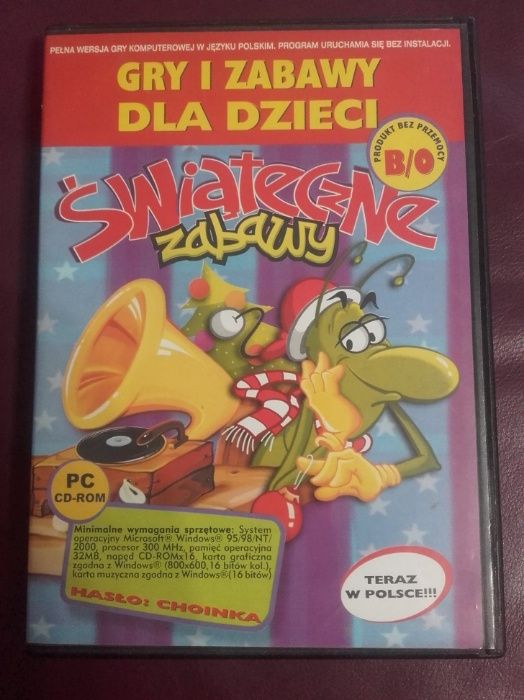 PEŁNA WERSJA GRY KOMPUTEROWEJ W JĘZYKU POLSKIM. PROGRAM URUCHAMIA SIĘ BEZ INSTALACJI.
GRY I ZABAWY
DLA DZIECI
PRODUKT BEZ PRZEMOCY
B/O
ŚWIĄTECZNE
zabawy
PC
CD-ROM
Minimalne wymagania sprzętowe: System
operacyjny Microsoft® Windows® 95/98/NT/
2000, procesor 300 MHz, pamięć operacyjna
32MB, napęd CD-ROMx16, karta graficzna
zgodna z Windows® (800x600,16 bitów kol.),
karta muzyczna zgodna z Windows®(16 bitów)
HASŁO: CHOINKA
TERAZ
W POLSCE!!!